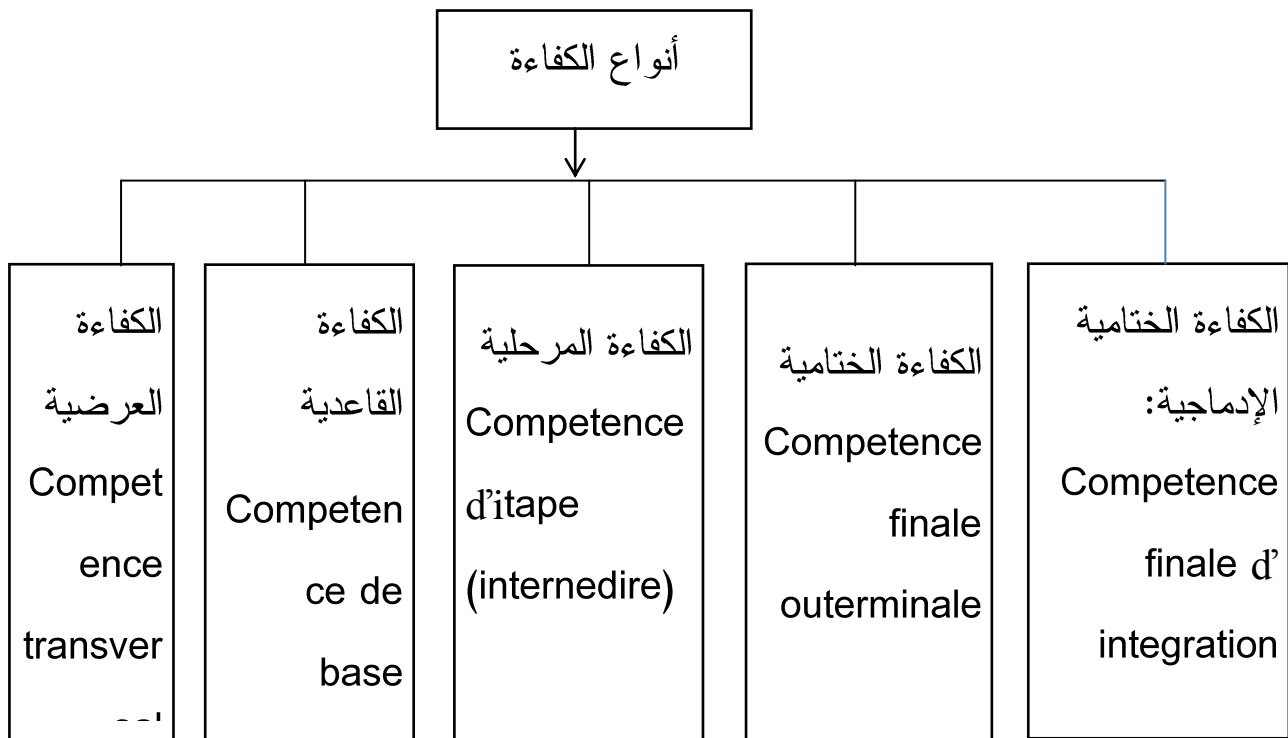 أنواع الكفاءة
الكفاءة الختامية
الإدماجية:
Competence
finale d'
integration
الكفاءة الختامية
Competence
finale
outerminale
الكفاءة المرحلية
Competence
d'itape
(internedire)
الكفاءة
القاعدية
Competen
ce de
base
الكفاءة
العرضية
Compet
ence
transver